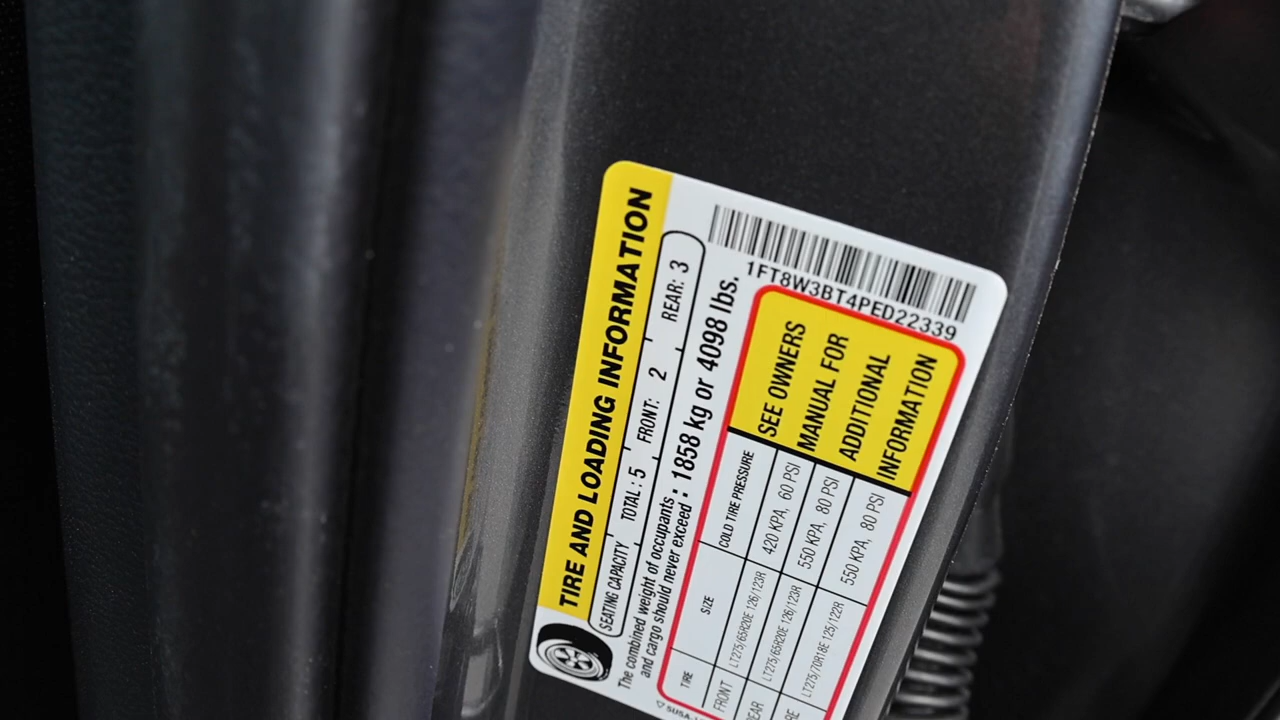 TIRE AND LOADING INFORMATION
SEATING CAPACITY TOTAL: 5 FRONT: 2 REAR: 3
The combined weight of occupants
and cargo should never exceed : 1858 kg or 4098 lbs.
TIRE SIZE COLD TIRE PRESSURE
FRONT LT275/65R20E 126/123R 420 KPA, 60 PSI
LT275/65R20E 126/123R 550 KPA, 80 PSI
LT275/70R18E 125/122R 550 KPA, 80 PSI
SEE OWNERS
MANUAL FOR
ADDITIONAL
INFORMATION
1FT8W3BT4PED22339